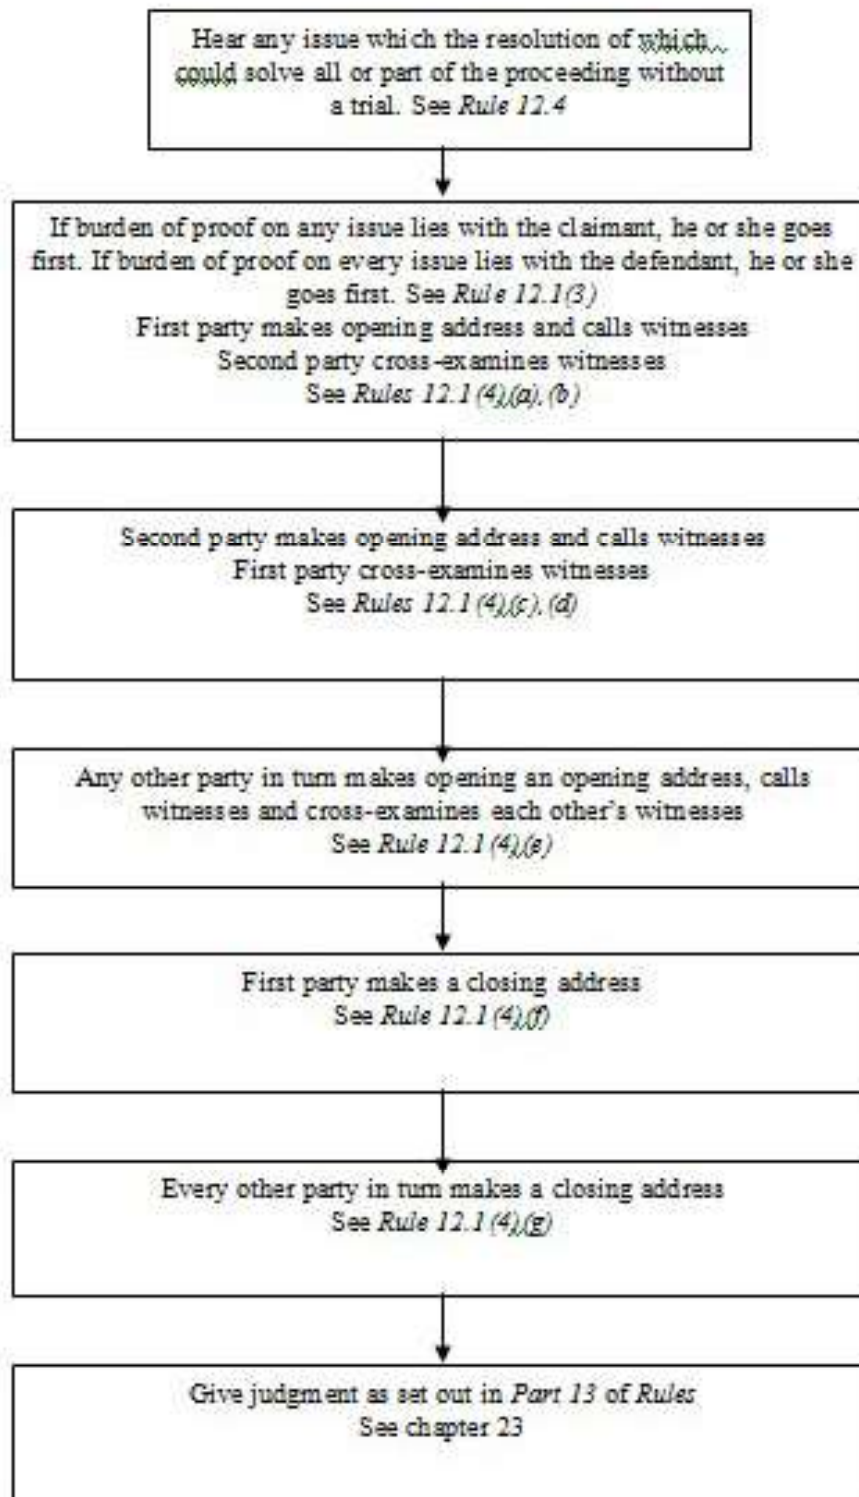 Hear any issue which the resolution of which
could solve all or part of the proceeding without
a trial. See Rule 12.4
If burden of proof on any issue lies with the claimant, he or she goes
first. If burden of proof on every issue lies with the defendant, he or she
goes first. See Rule 12.1(3)
First party makes opening address and calls witnesses
Second party cross-examines witnesses
See Rules 12.1(4),(a), (b)
Second party makes opening address and calls witnesses
First party cross-examines witnesses
See Rules 12.1(4),(c), (d)
Any other party in turn makes opening an opening address, calls
witnesses and cross-examines each other's witnesses
See Rule 12.1(4),(e)
First party makes a closing address
See Rule 12.1(4),(f)
Every other party in turn makes a closing address
See Rule 12.1(4),(g)
Give judgment as set out in Part 13 of Rules
See chapter 23